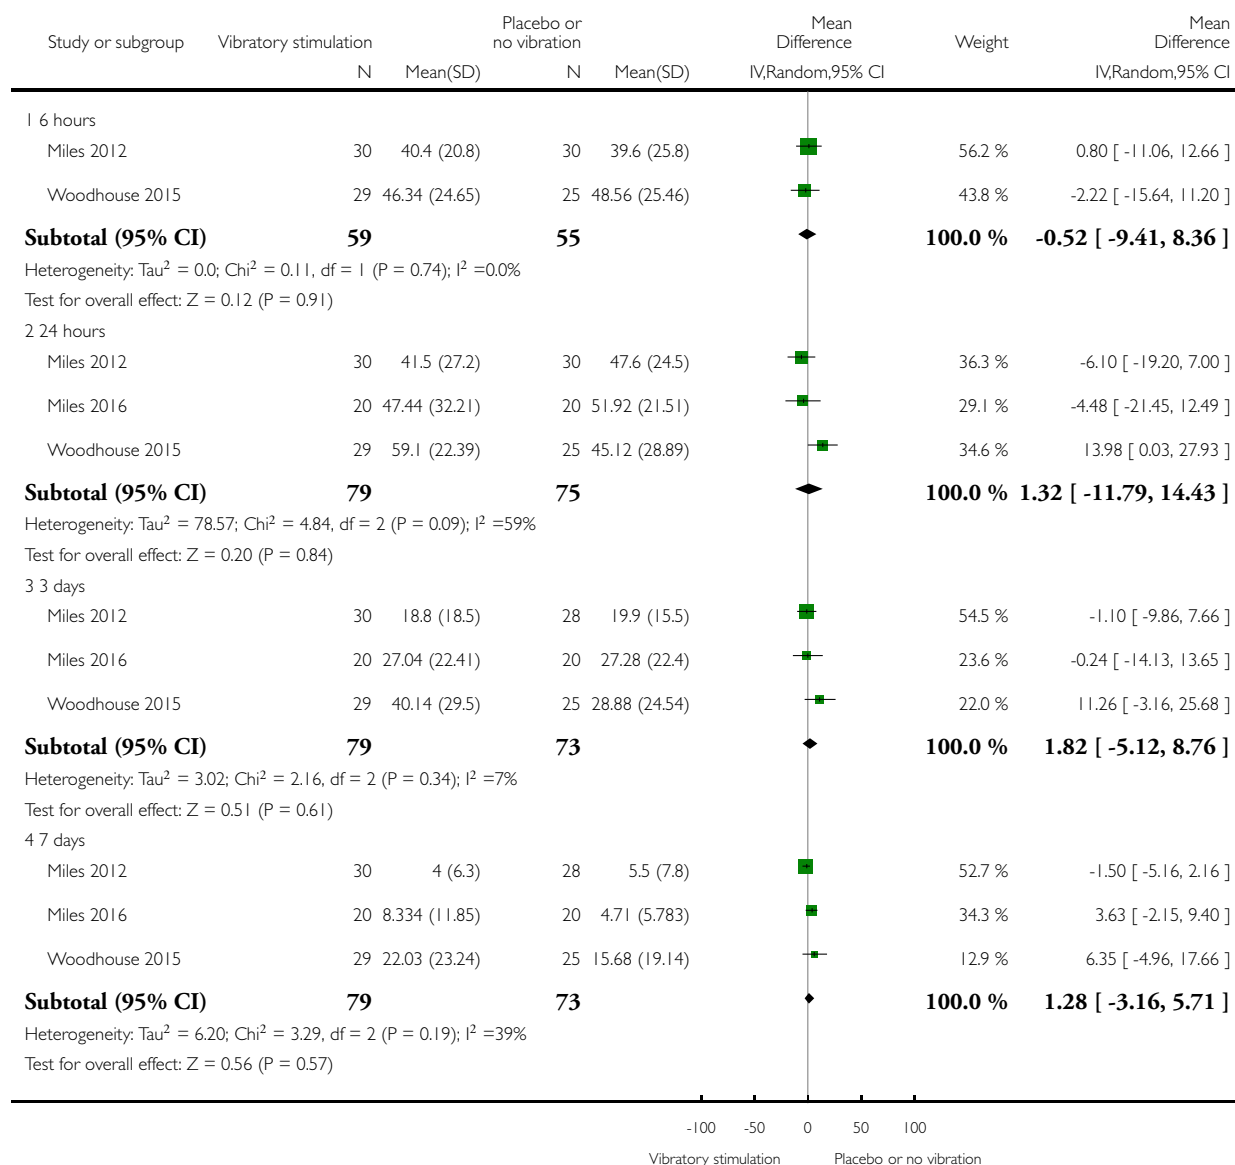 Study or subgroup Vibratory stimulation Placebo or no vibration Mean Difference Weight Mean Difference
N Mean(SD) N Mean(SD) IV,Random,95% CI IV,Random,95% CI
1 6 hours
Miles 2012 30 40.4 (20.8) 30 39.6 (25.8) 56.2 % 0.80 [ -11.06, 12.66 ]
Woodhouse 2015 29 46.34 (24.65) 25 48.56 (25.46) 43.8 % -2.22 [ -15.64, 11.20 ]
Subtotal (95% CI) 59 55 100.0 % -0.52 [ -9.41, 8.36 ]
Heterogeneity: Tau² = 0.0; Chi² = 0.11, df = 1 (P = 0.74); I² =0.0%
Test for overall effect: Z = 0.12 (P = 0.91)
2 24 hours
Miles 2012 30 41.5 (27.2) 30 47.6 (24.5) 36.3 % -6.10 [ -19.20, 7.00 ]
Miles 2016 20 47.44 (32.21) 20 51.92 (21.51) 29.1 % -4.48 [ -21.45, 12.49 ]
Woodhouse 2015 29 59.1 (22.39) 25 45.12 (28.89) 34.6 % 13.98 [ 0.03, 27.93 ]
Subtotal (95% CI) 79 75 100.0 % 1.32 [ -11.79, 14.43 ]
Heterogeneity: Tau² = 78.57; Chi² = 4.84, df = 2 (P = 0.09); I² =59%
Test for overall effect: Z = 0.20 (P = 0.84)
3 3 days
Miles 2012 30 18.8 (18.5) 28 19.9 (15.5) 54.5 % -1.10 [ -9.86, 7.66 ]
Miles 2016 20 27.04 (22.41) 20 27.28 (22.4) 23.6 % -0.24 [ -14.13, 13.65 ]
Woodhouse 2015 29 40.14 (29.5) 25 28.88 (24.54) 22.0 % 11.26 [ -3.16, 25.68 ]
Subtotal (95% CI) 79 73 100.0 % 1.82 [ -5.12, 8.76 ]
Heterogeneity: Tau² = 3.02; Chi² = 2.16, df = 2 (P = 0.34); I² =7%
Test for overall effect: Z = 0.51 (P = 0.61)
4 7 days
Miles 2012 30 4 (6.3) 28 5.5 (7.8) 52.7 % -1.50 [ -5.16, 2.16 ]
Miles 2016 20 8.334 (11.85) 20 4.71 (5.783) 34.3 % 3.63 [ -2.15, 9.40 ]
Woodhouse 2015 29 22.03 (23.24) 25 15.68 (19.14) 12.9 % 6.35 [ -4.96, 17.66 ]
Subtotal (95% CI) 79 73 100.0 % 1.28 [ -3.16, 5.71 ]
Heterogeneity: Tau² = 6.20; Chi² = 3.29, df = 2 (P = 0.19); I² =39%
Test for overall effect: Z = 0.56 (P = 0.57)
-100 -50 0 50 100
Vibratory stimulation Placebo or no vibration